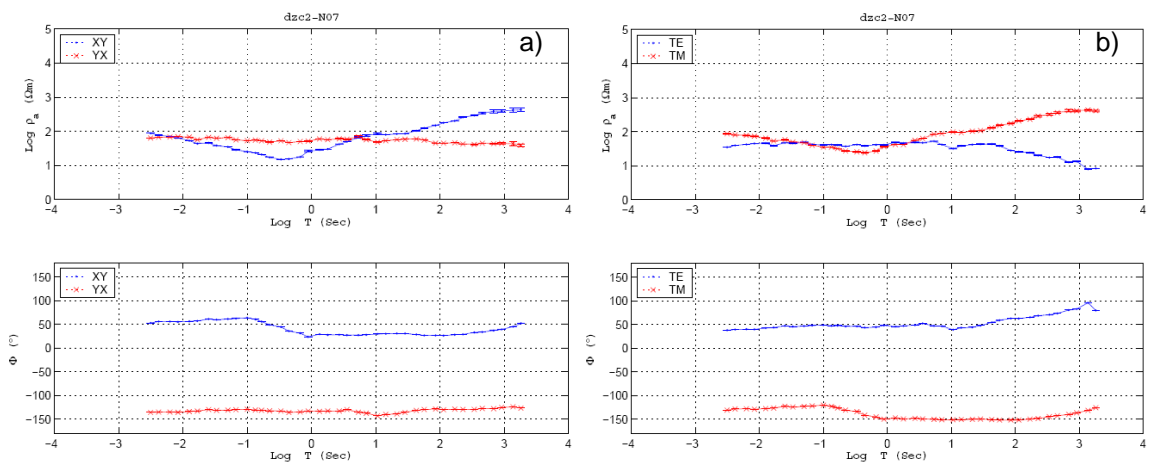 dzc2-N07
a)
XY
YX
Log ρa (Ωm)
5
4
3
2
1
0
−4 −3 −2 −1 0 1 2 3 4
Log T (Sec)
XY
YX
Φ (°)
150
100
50
0
−50
−100
−150
−4 −3 −2 −1 0 1 2 3 4
Log T (Sec)
dzc2-N07
b)
TE
TM
Log ρa (Ωm)
5
4
3
2
1
0
−4 −3 −2 −1 0 1 2 3 4
Log T (Sec)
TE
TM
Φ (°)
150
100
50
0
−50
−100
−150
−4 −3 −2 −1 0 1 2 3 4
Log T (Sec)